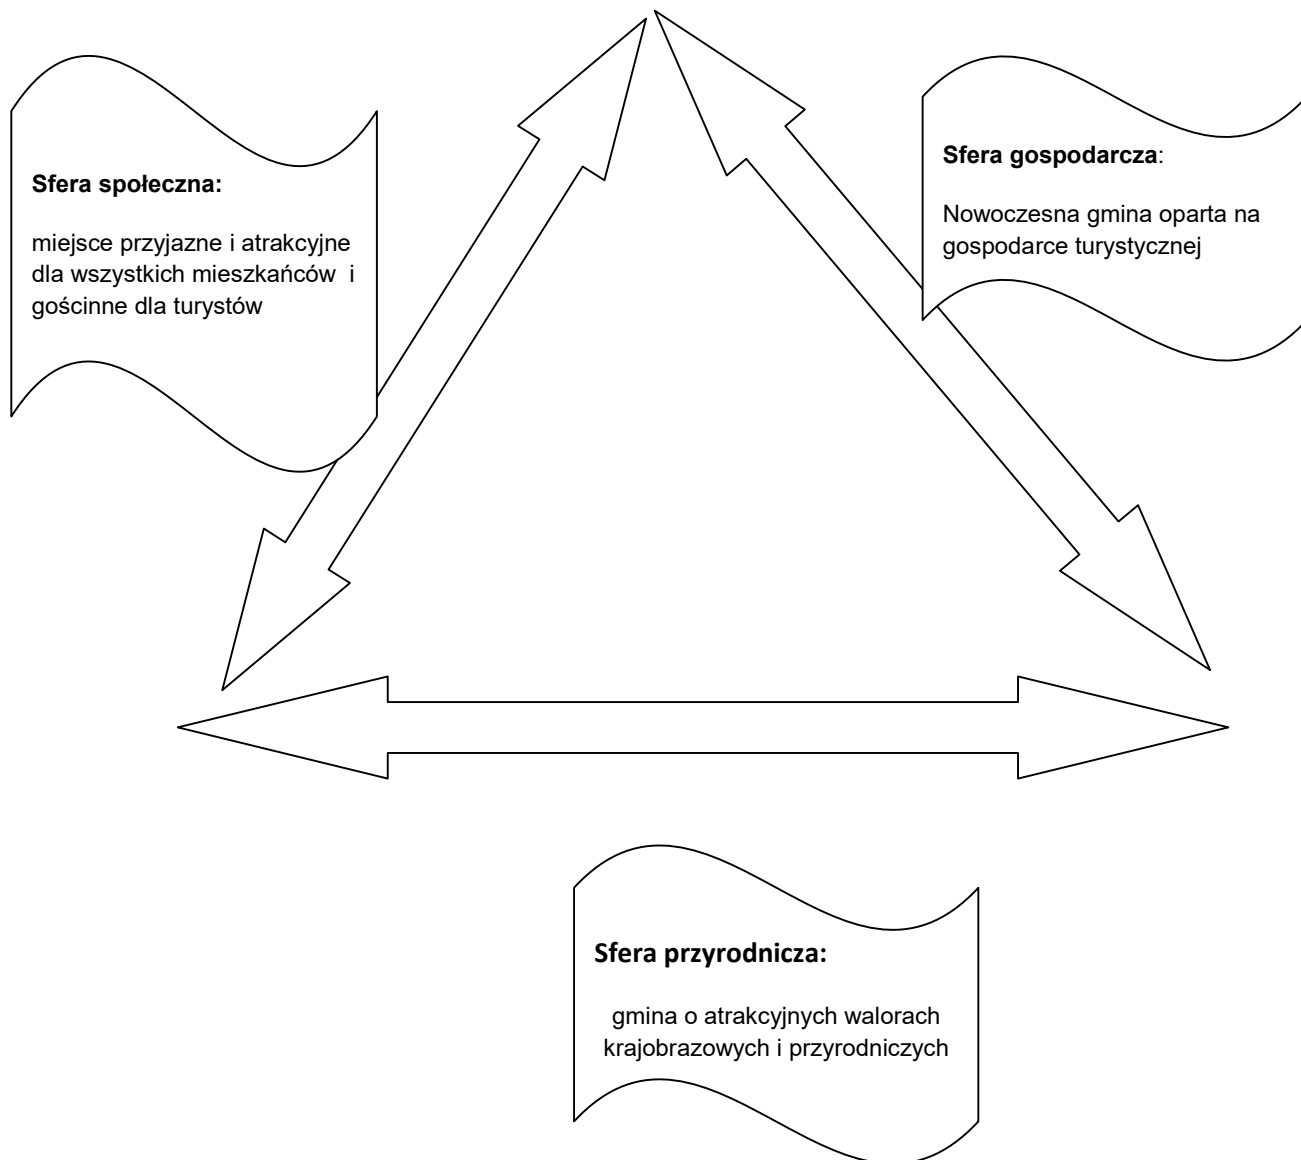 Sfera społeczna:
miejsce przyjazne i atrakcyjne
dla wszystkich mieszkańców  i
gościnne dla turystów
Sfera gospodarcza:
Nowoczesna gmina oparta na
gospodarce turystycznej
Sfera przyrodnicza:
gmina o atrakcyjnych walorach
krajobrazowych i przyrodniczych